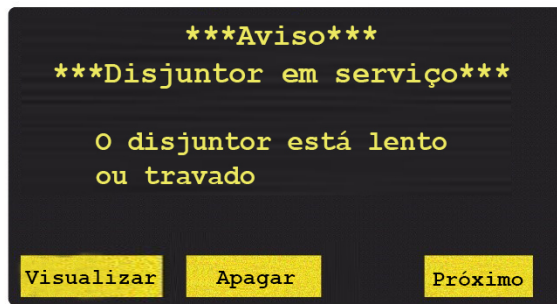 ***Aviso***
***Disjuntor em serviço***
O disjuntor está lento
ou travado
Visualizar Apagar Próximo